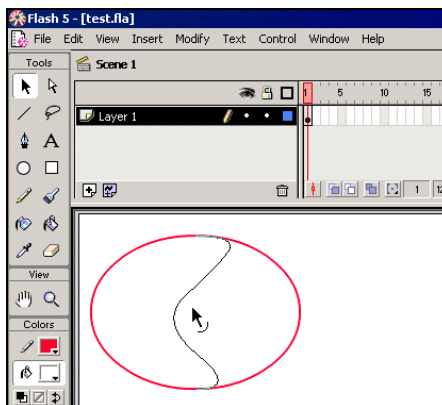 Flash 5 - [test.fla]
File Edit View Insert Modify Text Control Window Help
Tools
Scene 1
1 5 10 15
Layer 1
A
1
View
Colors